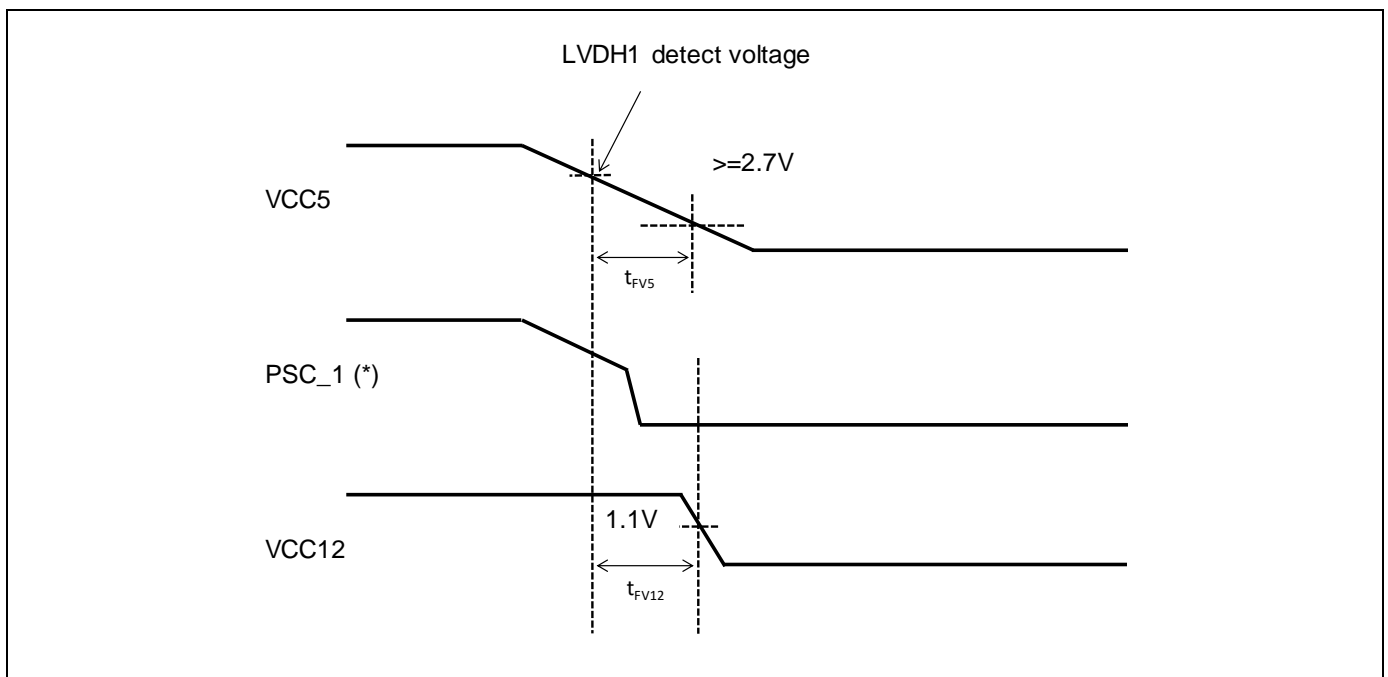 LVDH1 detect voltage
>=2.7V
VCC5
tFV5
PSC_1 (*)
1.1V
VCC12
tFV12